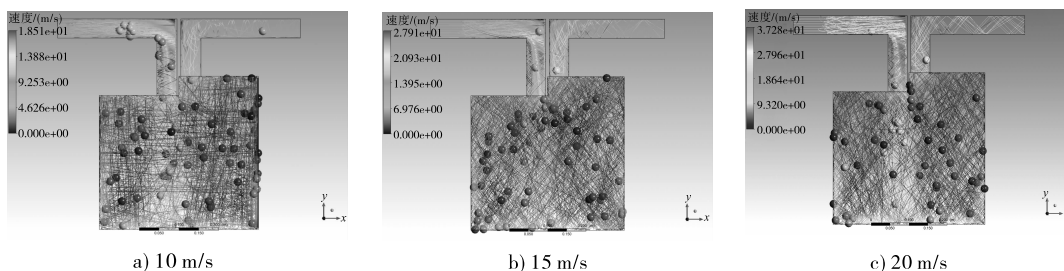 速度/(m/s)
1.851e+01
1.388e+01
9.253e+00
4.626e+00
0.000e+00
y
x
a) 10 m/s
速度/(m/s)
2.791e+01
2.093e+01
1.395e+00
6.976e+00
0.000e+00
y
x
b) 15 m/s
速度/(m/s)
3.728e+01
2.796e+01
1.864e+01
9.320e+00
0.000e+00
y
x
c) 20 m/s